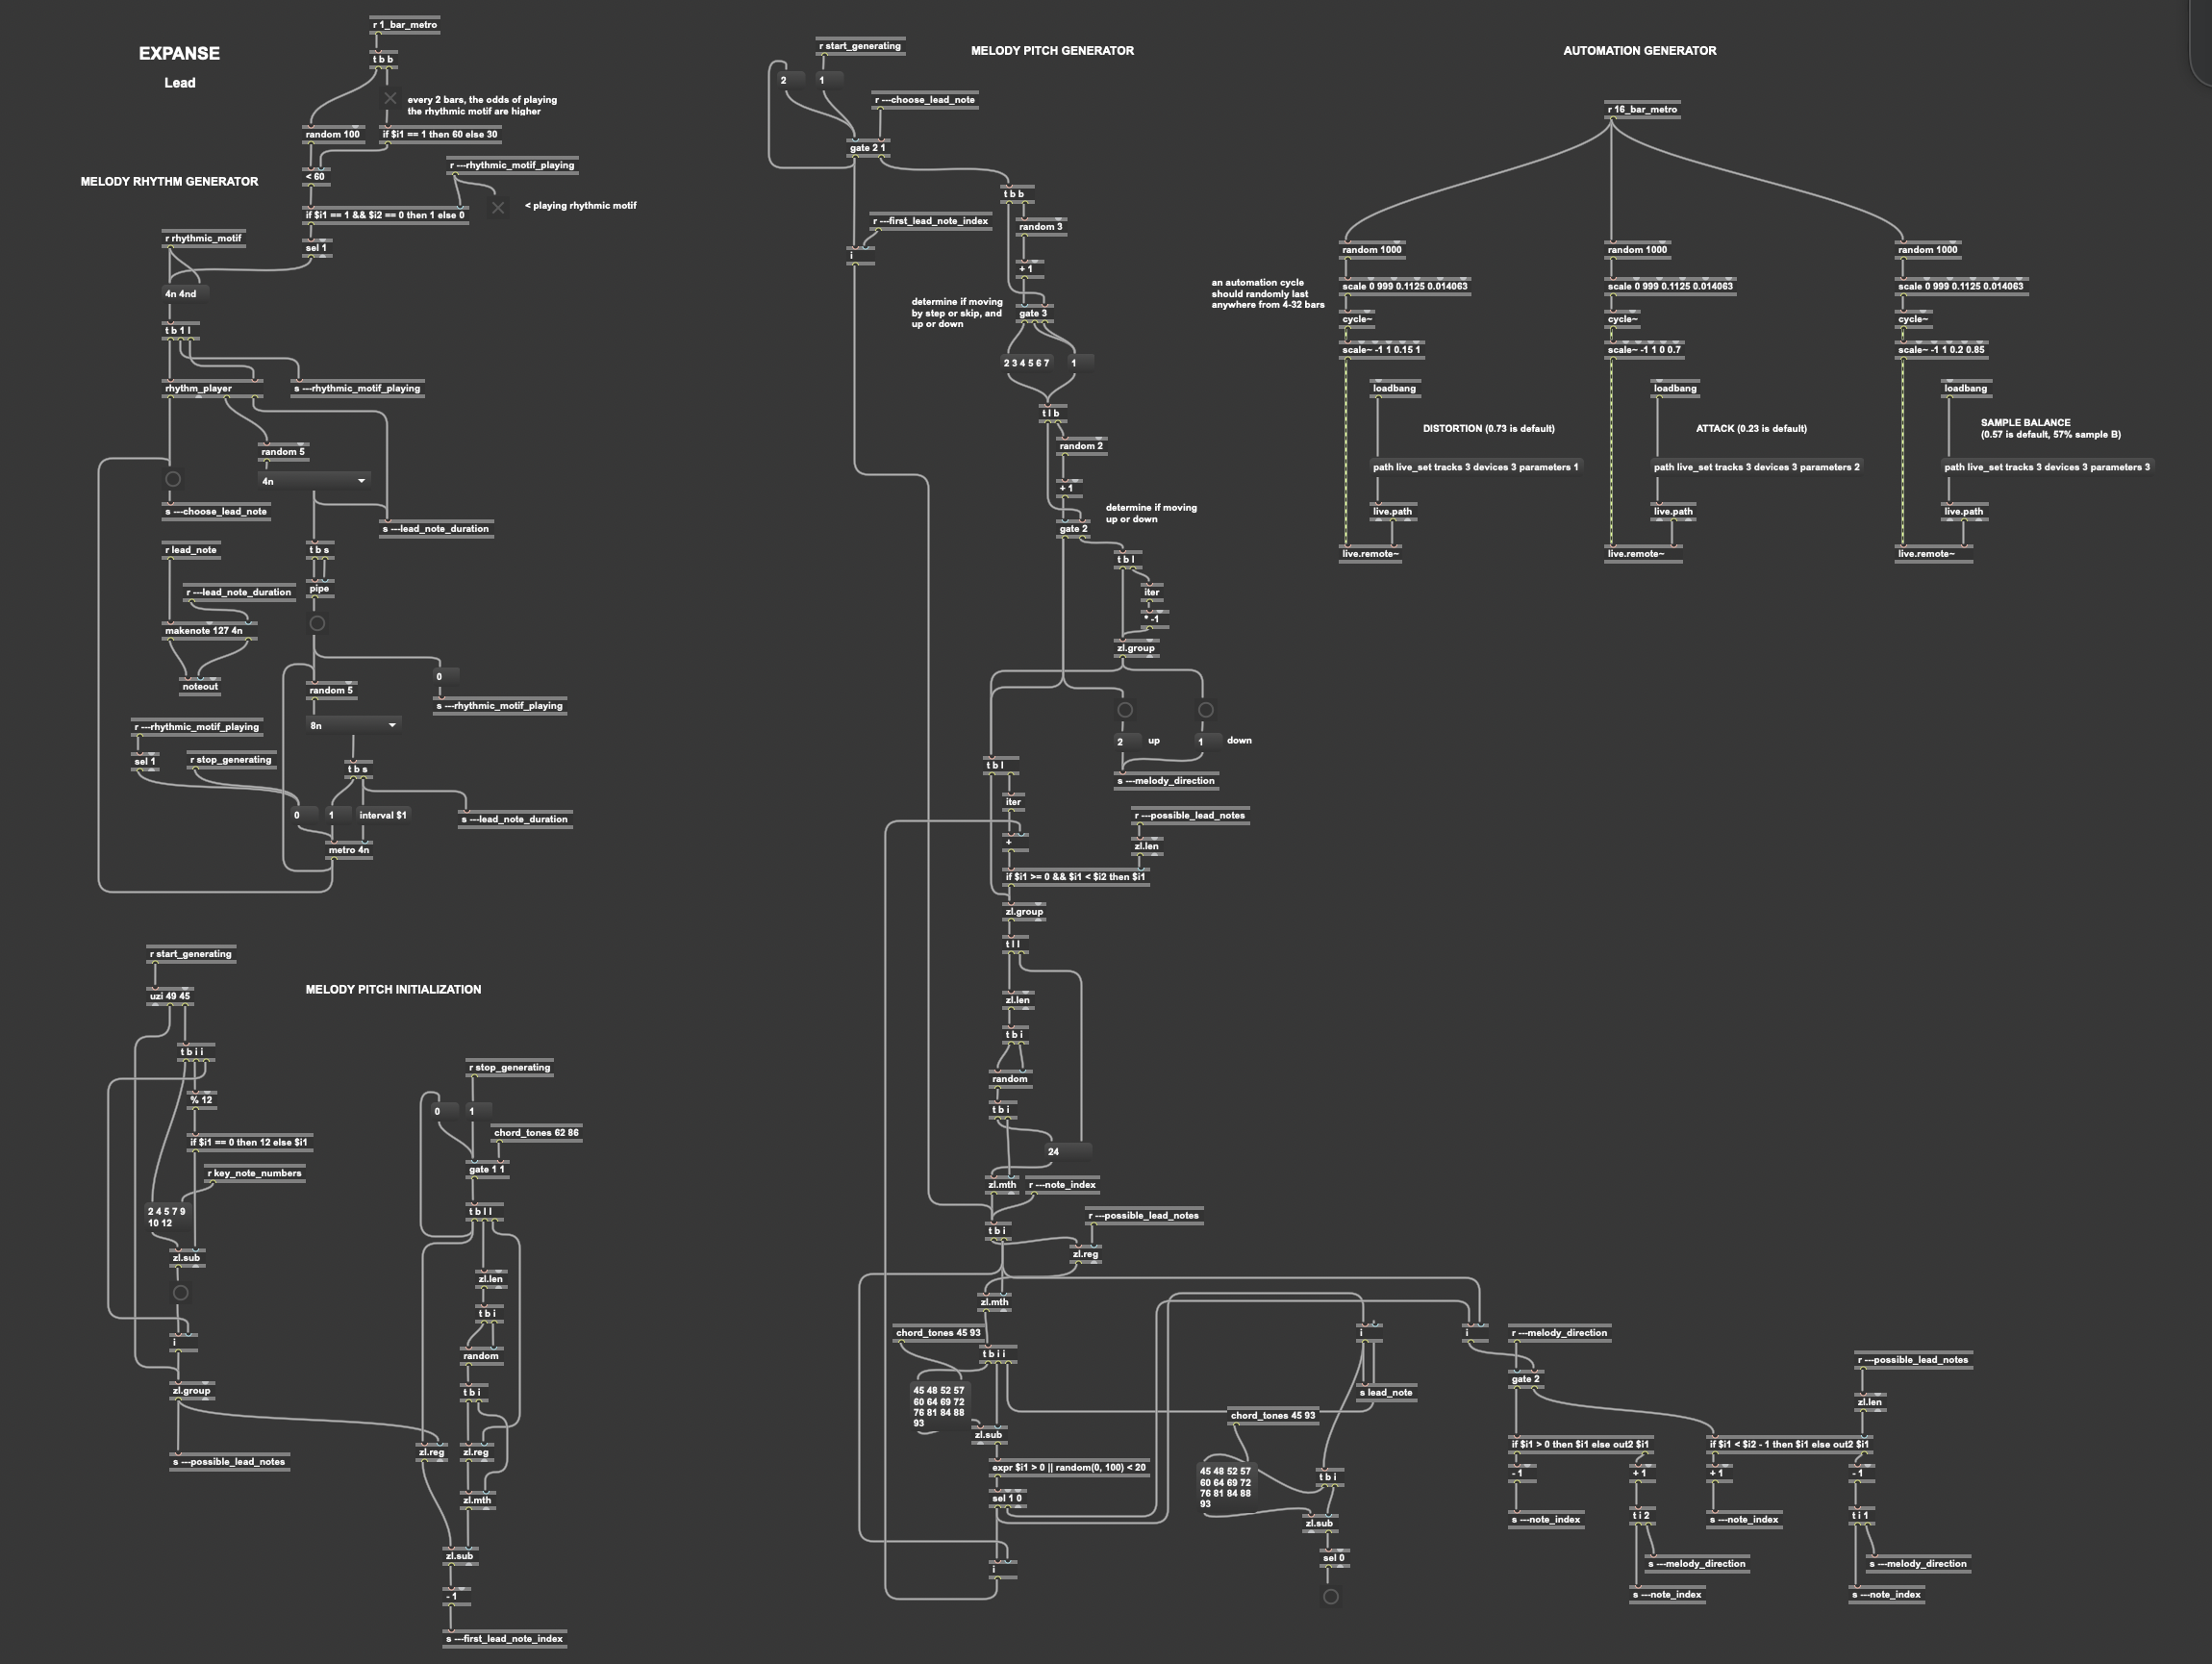 EXPANSE
Lead
r 1_bar_metro
t b b
every 2 bars, the odds of playing
the rhythmic motif are higher
random 100
if $i1 == 1 then 60 else 30
< 60
r ---rhythmic_motif_playing
MELODY RHYTHM GENERATOR
if $i1 == 1 && $i2 == 0 then 1 else 0
< playing rhythmic motif
r rhythmic_motif
sel 1
4n 4nd
t b 1 l
rhythm_player
s ---rhythmic_motif_playing
random 5
4n
s ---choose_lead_note
s ---lead_note_duration
r lead_note
t b s
r ---lead_note_duration
pipe
makenote 127 4n
noteout
random 5
0
s ---rhythmic_motif_playing
r ---rhythmic_motif_playing
8n
sel 1
r stop_generating
t b s
0
1
interval $1
s ---lead_note_duration
metro 4n
r start_generating
uzi 49 45
MELODY PITCH INITIALIZATION
t b i i
% 12
if $i1 == 0 then 12 else $i1
r key_note_numbers
2 4 5 7 9
10 12
zl.sub
i
zl.group
s ---possible_lead_notes
r stop_generating
0
1
chord_tones 62 86
gate 1 1
t b l l
zl.len
t b i
random
t b i
zl.reg
zl.reg
zl.mth
zl.sub
- 1
s ---first_lead_note_index
MELODY PITCH GENERATOR
r start_generating
2
1
r ---choose_lead_note
gate 2 1
t b b
r ---first_lead_note_index
random 3
i
+ 1
determine if moving
by step or skip, and
up or down
gate 3
2 3 4 5 6 7
1
t l b
random 2
+ 1
determine if moving
up or down
gate 2
t b l
iter
* -1
zl.group
2
up
1
down
s ---melody_direction
t b l
iter
r ---possible_lead_notes
+
zl.len
if $i1 >= 0 && $i1 < $i2 then $i1
zl.group
t l l
zl.len
t b i
random
t b i
24
zl.mth
r ---note_index
t b i
r ---possible_lead_notes
zl.reg
zl.mth
chord_tones 45 93
t b i i
45 48 52 57
60 64 69 72
76 81 84 88
93
zl.sub
expr $i1 > 0 || random(0, 100) < 20
sel 1 0
i
i
s lead_note
chord_tones 45 93
45 48 52 57
60 64 69 72
76 81 84 88
93
t b i
zl.sub
sel 0
i
r ---melody_direction
gate 2
r ---possible_lead_notes
zl.len
if $i1 > 0 then $i1 else out2 $i1
if $i1 < $i2 - 1 then $i1 else out2 $i1
- 1
+ 1
+ 1
- 1
s ---note_index
t i 2
s ---note_index
t i 1
s ---melody_direction
s ---melody_direction
s ---note_index
s ---note_index
AUTOMATION GENERATOR
r 16_bar_metro
random 1000
random 1000
random 1000
an automation cycle
should randomly last
anywhere from 4-32 bars
scale 0 999 0.1125 0.014063
scale 0 999 0.1125 0.014063
scale 0 999 0.1125 0.014063
cycle~
cycle~
cycle~
scale~ -1 1 0.15 1
scale~ -1 1 0 0.7
scale~ -1 1 0.2 0.85
loadbang
loadbang
loadbang
DISTORTION (0.73 is default)
ATTACK (0.23 is default)
SAMPLE BALANCE
(0.57 is default, 57% sample B)
path live_set tracks 3 devices 3 parameters 1
path live_set tracks 3 devices 3 parameters 2
path live_set tracks 3 devices 3 parameters 3
live.path
live.path
live.path
live.remote~
live.remote~
live.remote~